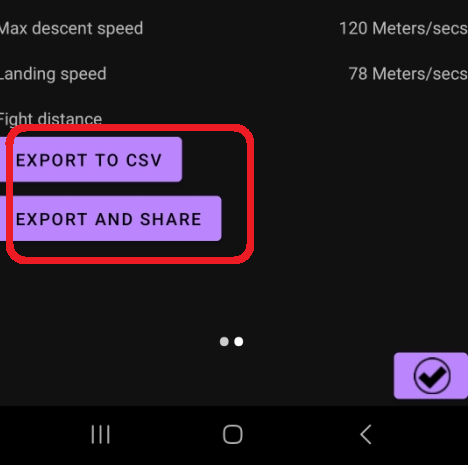 Max descent speed 120 Meters/secs
Landing speed 78 Meters/secs
Fight distance
EXPORT TO CSV
EXPORT AND SHARE